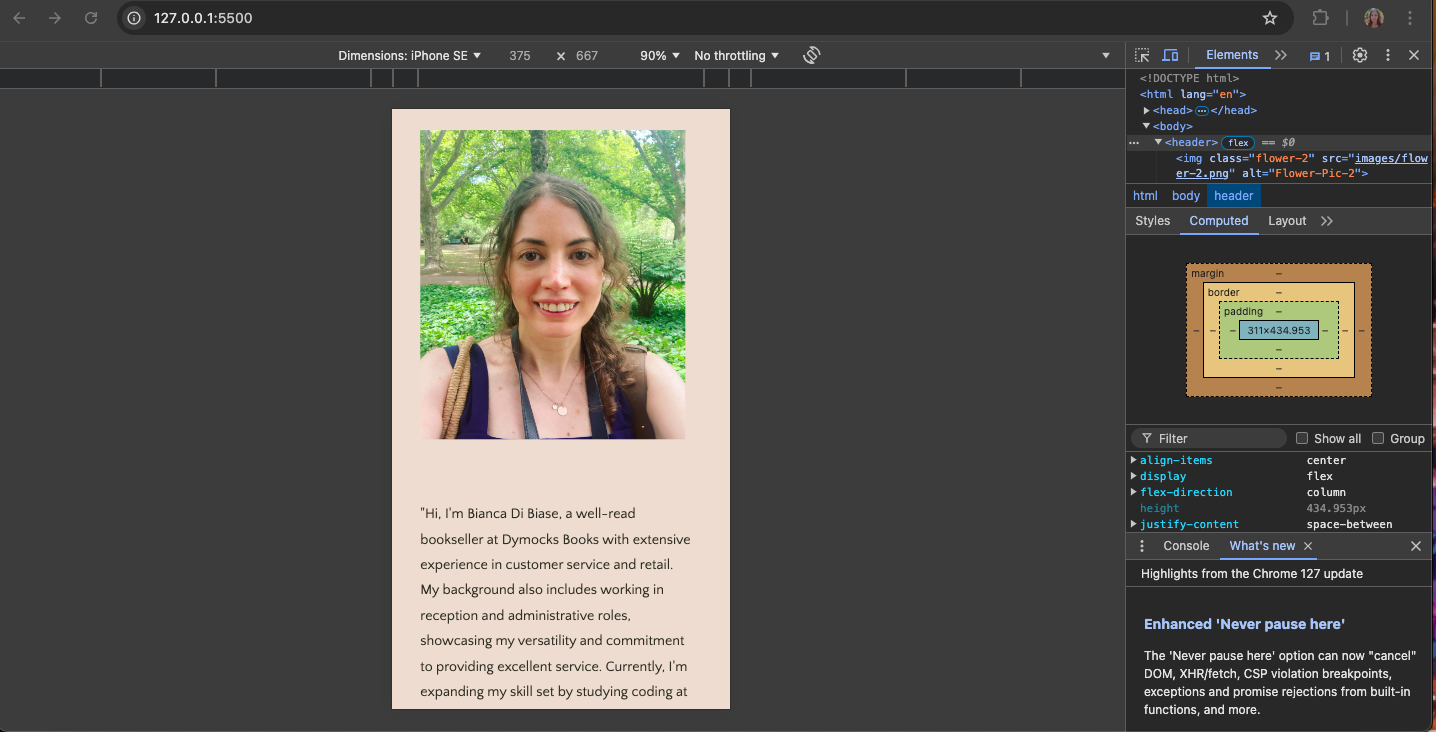 127.0.0.1:5500
Dimensions: iPhone SE 375 × 667 90% No throttling
Elements 1
<!DOCTYPE html>
<html lang="en">
<head> ⋯ </head>
<body>
⋯ <header> flex == $0
<img class="flower-2" src="images/flow
er-2.png" alt="Flower-Pic-2">
html body header
Styles Computed Layout
margin –
border –
padding –
– – – 311×434.953 – – –
–
–
–
Filter Show all Group
align-items center
display flex
flex-direction column
height 434.953px
justify-content space-between
Console What's new ×
Highlights from the Chrome 127 update
Enhanced 'Never pause here'
The 'Never pause here' option can now "cancel"
DOM, XHR/fetch, CSP violation breakpoints,
exceptions and promise rejections from built-in
functions, and more.
"Hi, I'm Bianca Di Biase, a well-read
bookseller at Dymocks Books with extensive
experience in customer service and retail.
My background also includes working in
reception and administrative roles,
showcasing my versatility and commitment
to providing excellent service. Currently, I'm
expanding my skill set by studying coding at